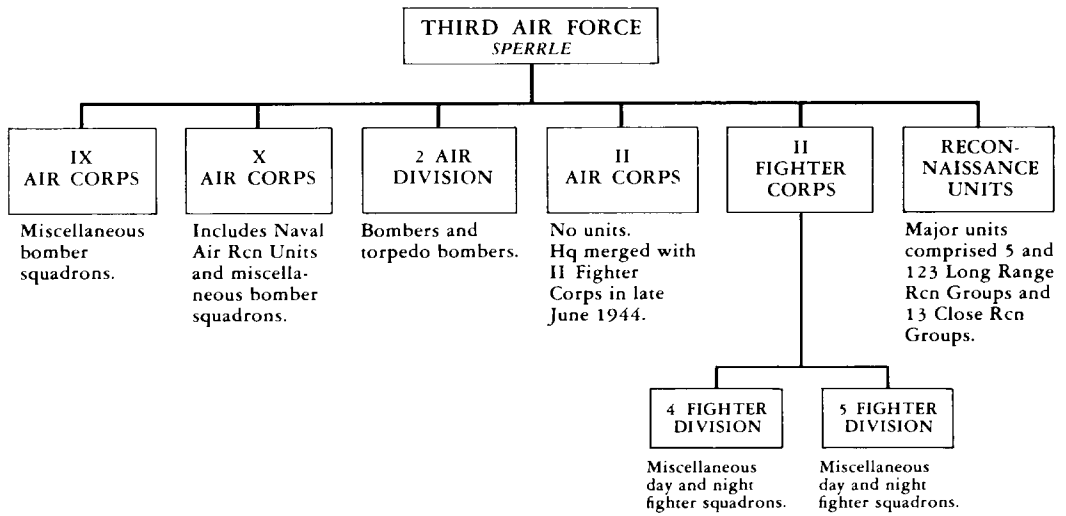 THIRD AIR FORCE
SPERRLE
IX
AIR CORPS
Miscellaneous
bomber
squadrons.
X
AIR CORPS
Includes Naval
Air Rcn Units
and miscella-
neous bomber
squadrons.
2 AIR
DIVISION
Bombers and
torpedo bombers.
II
AIR CORPS
No units.
Hq merged with
II Fighter
Corps in late
June 1944.
II
FIGHTER
CORPS
RECON-
NAISSANCE
UNITS
Major units
comprised 5 and
123 Long Range
Rcn Groups and
13 Close Rcn
Groups.
4 FIGHTER
DIVISION
Miscellaneous
day and night
fighter squadrons.
5 FIGHTER
DIVISION
Miscellaneous
day and night
fighter squadrons.